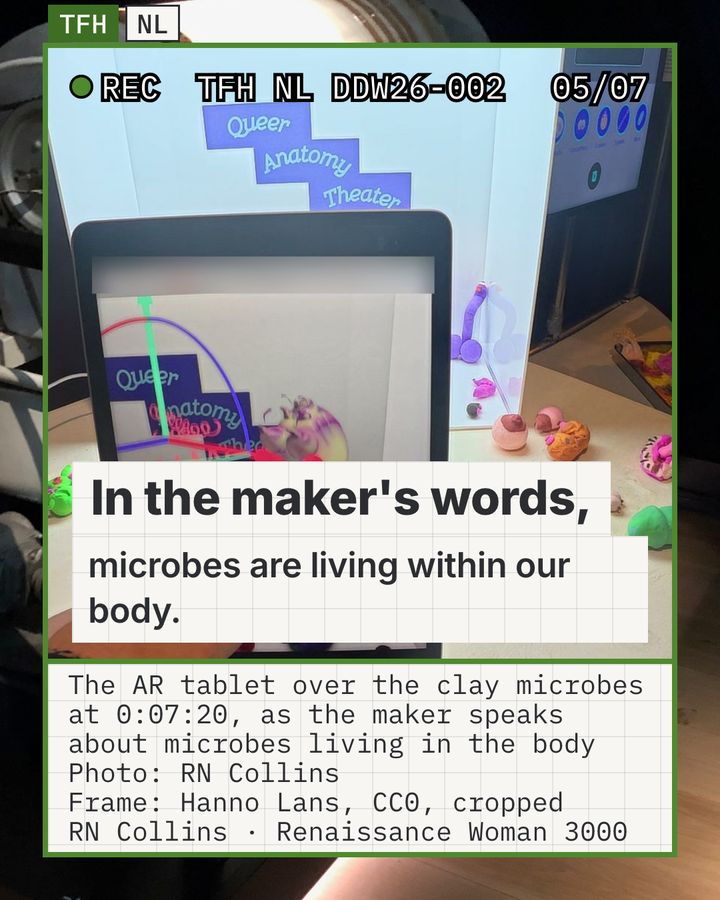 TFH NL
REC TFH NL DDW26-002 05/07
Queer
Anatomy
Theater
Queer
Anatomy
In the maker's words,
microbes are living within our
body.
The AR tablet over the clay microbes
at 0:07:20, as the maker speaks
about microbes living in the body
Photo: RN Collins
Frame: Hanno Lans, CC0, cropped
RN Collins · Renaissance Woman 3000